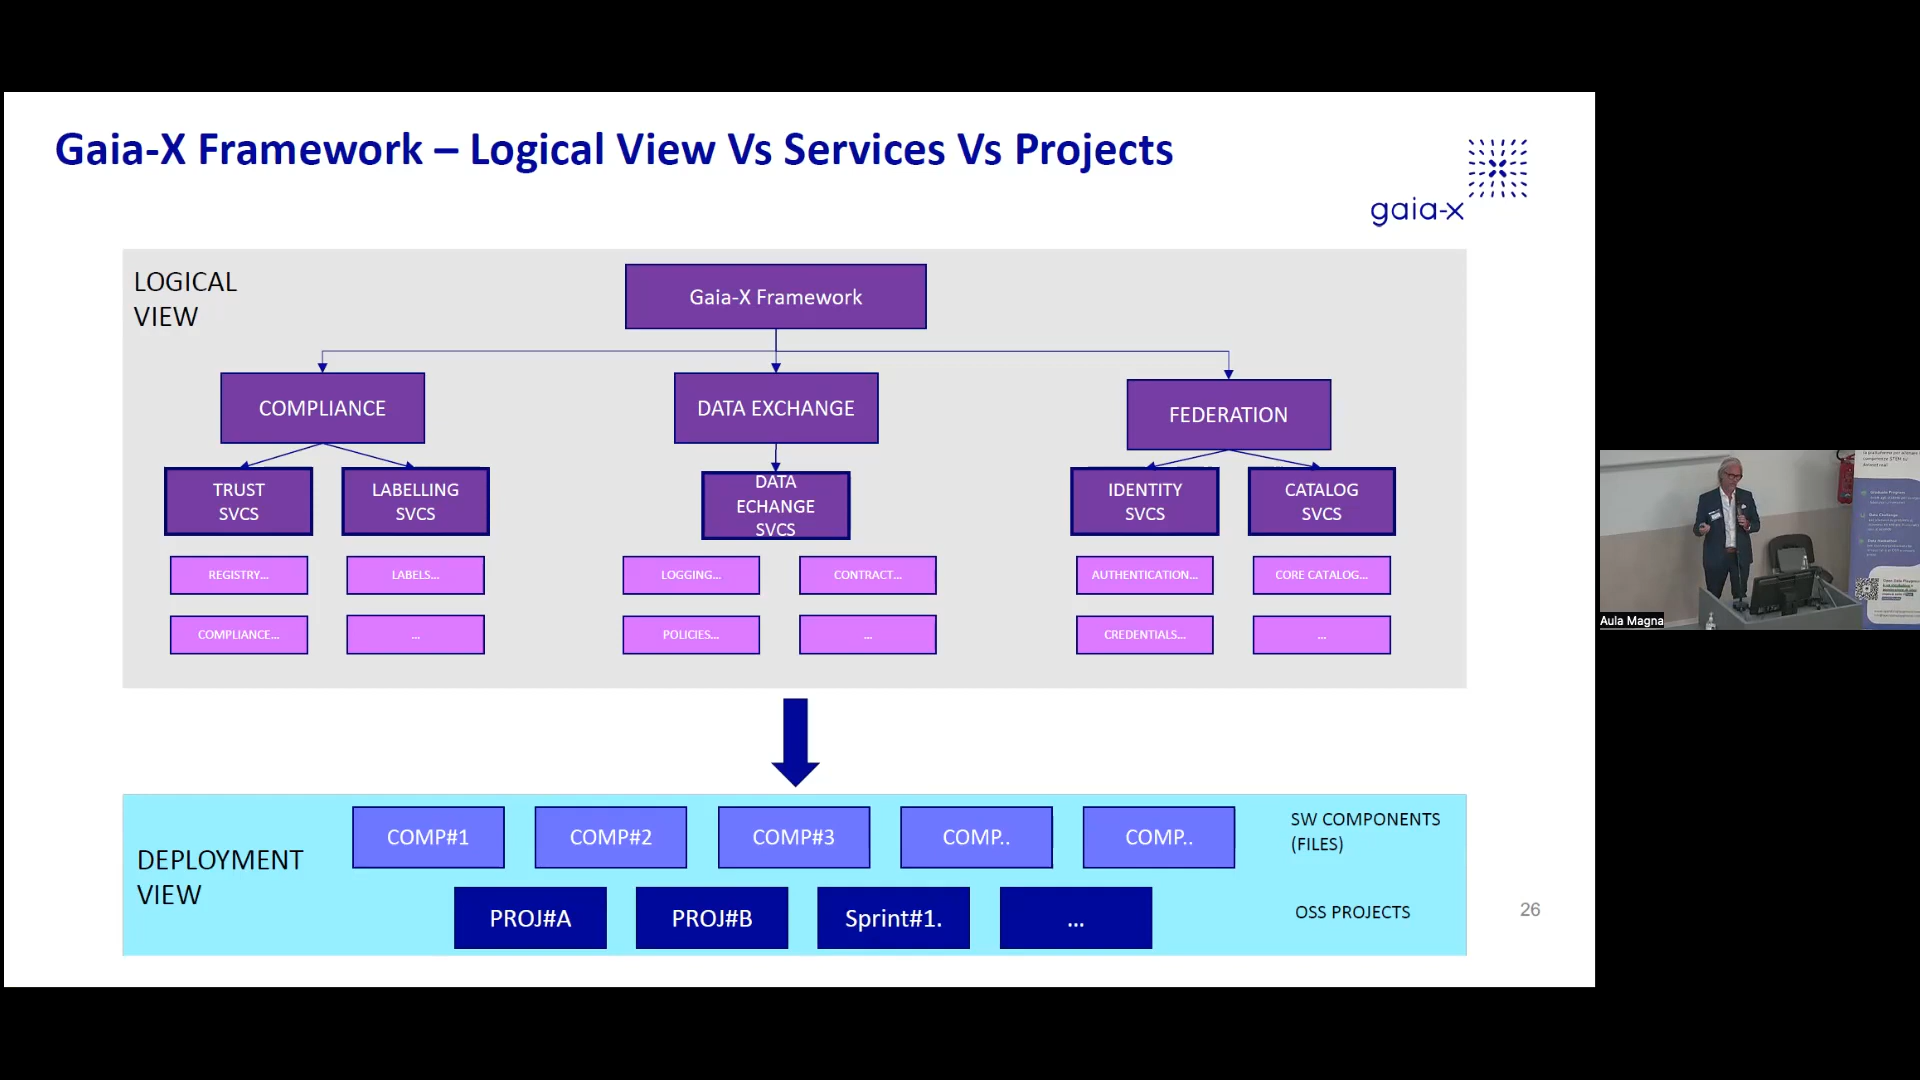 Gaia-X Framework – Logical View Vs Services Vs Projects
gaia-x
LOGICAL
VIEW
Gaia-X Framework
COMPLIANCE
DATA EXCHANGE
FEDERATION
TRUST
SVCS
LABELLING
SVCS
DATA
ECHANGE
SVCS
IDENTITY
SVCS
CATALOG
SVCS
REGISTRY...
LABELS...
LOGGING...
CONTRACT...
AUTHENTICATION...
CORE CATALOG...
COMPLIANCE...
...
POLICIES...
...
CREDENTIALS...
...
DEPLOYMENT
VIEW
COMP#1
COMP#2
COMP#3
COMP..
COMP..
SW COMPONENTS
(FILES)
PROJ#A
PROJ#B
Sprint#1.
...
OSS PROJECTS
26
Aula Magna